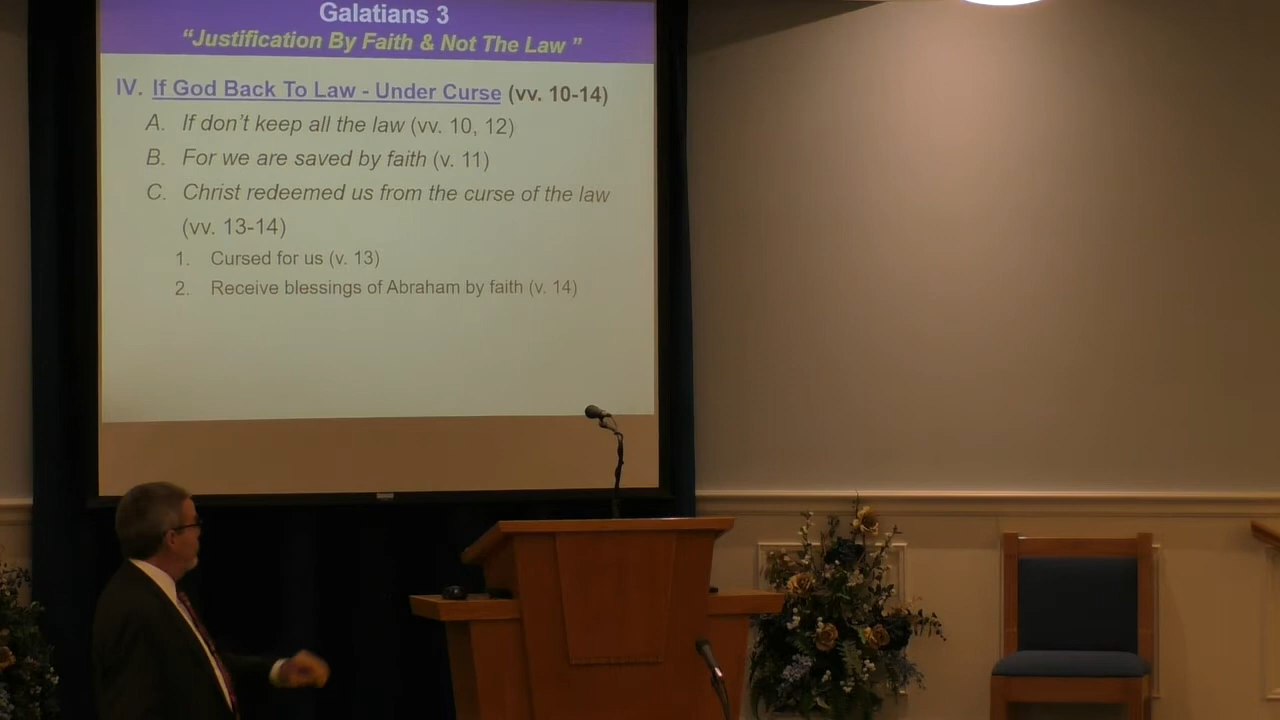 Galatians 3
“Justification By Faith & Not The Law ”
IV. If God Back To Law - Under Curse (vv. 10-14)
A. If don’t keep all the law (vv. 10, 12)
B. For we are saved by faith (v. 11)
C. Christ redeemed us from the curse of the law
(vv. 13-14)
1. Cursed for us (v. 13)
2. Receive blessings of Abraham by faith (v. 14)